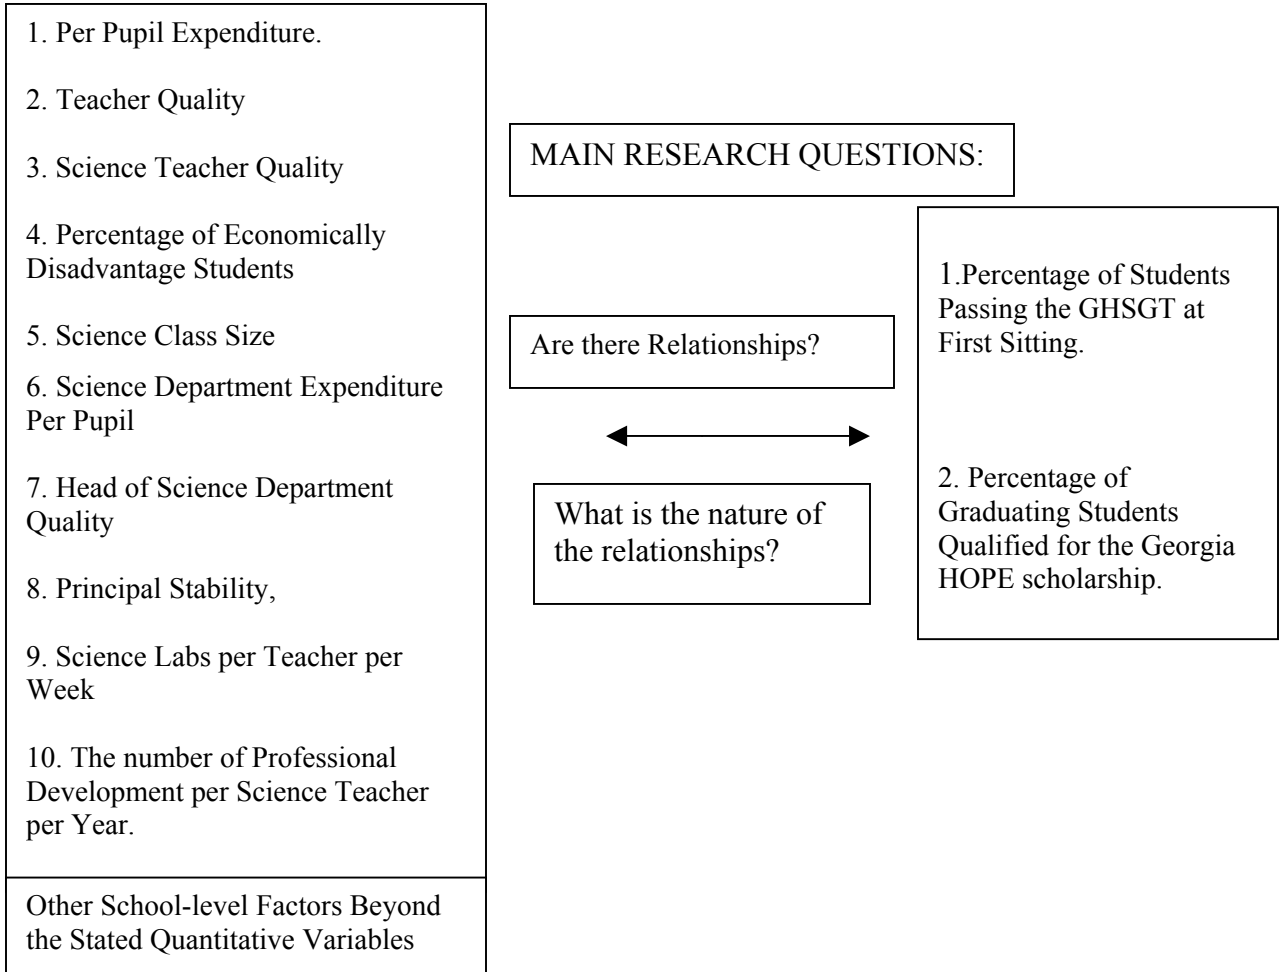 1. Per Pupil Expenditure.
2. Teacher Quality
3. Science Teacher Quality
4. Percentage of Economically
Disadvantage Students
5. Science Class Size
6. Science Department Expenditure
Per Pupil
7. Head of Science Department
Quality
8. Principal Stability,
9. Science Labs per Teacher per
Week
10. The number of Professional
Development per Science Teacher
per Year.
Other School-level Factors Beyond
the Stated Quantitative Variables
MAIN RESEARCH QUESTIONS:
Are there Relationships?
What is the nature of
the relationships?
1.Percentage of Students
Passing the GHSGT at
First Sitting.
2. Percentage of
Graduating Students
Qualified for the Georgia
HOPE scholarship.